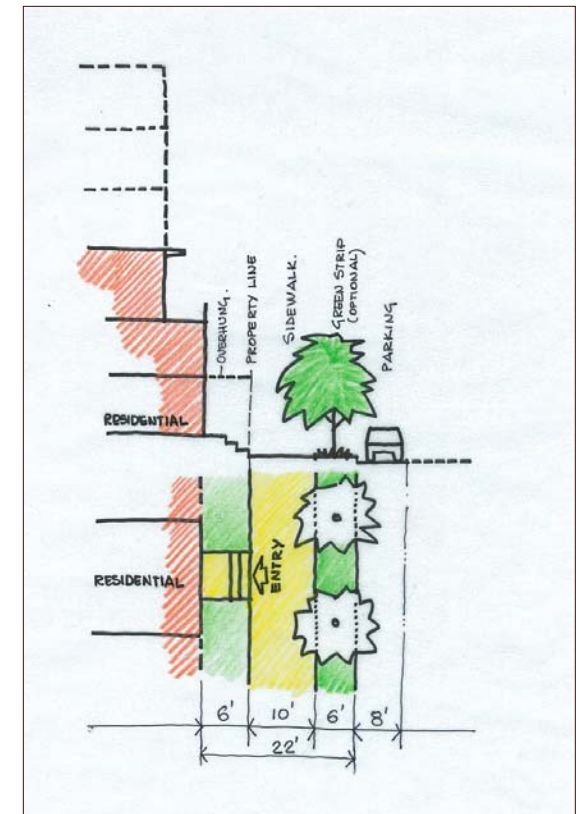 OVERHUNG.
PROPERTY LINE
SIDEWALK.
GREEN STRIP
(OPTIONAL)
PARKING
RESIDENTIAL
RESIDENTIAL
ENTRY
6' 10' 6' 8'
22'